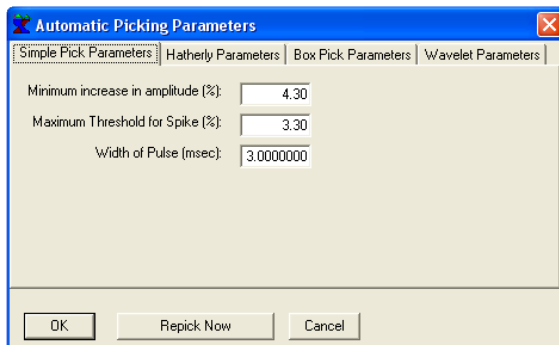 Automatic Picking Parameters
Simple Pick Parameters Hatherly Parameters Box Pick Parameters Wavelet Parameters
Minimum increase in amplitude (%): 4.30
Maximum Threshold for Spike (%): 3.30
Width of Pulse (msec): 3.0000000
OK Repick Now Cancel